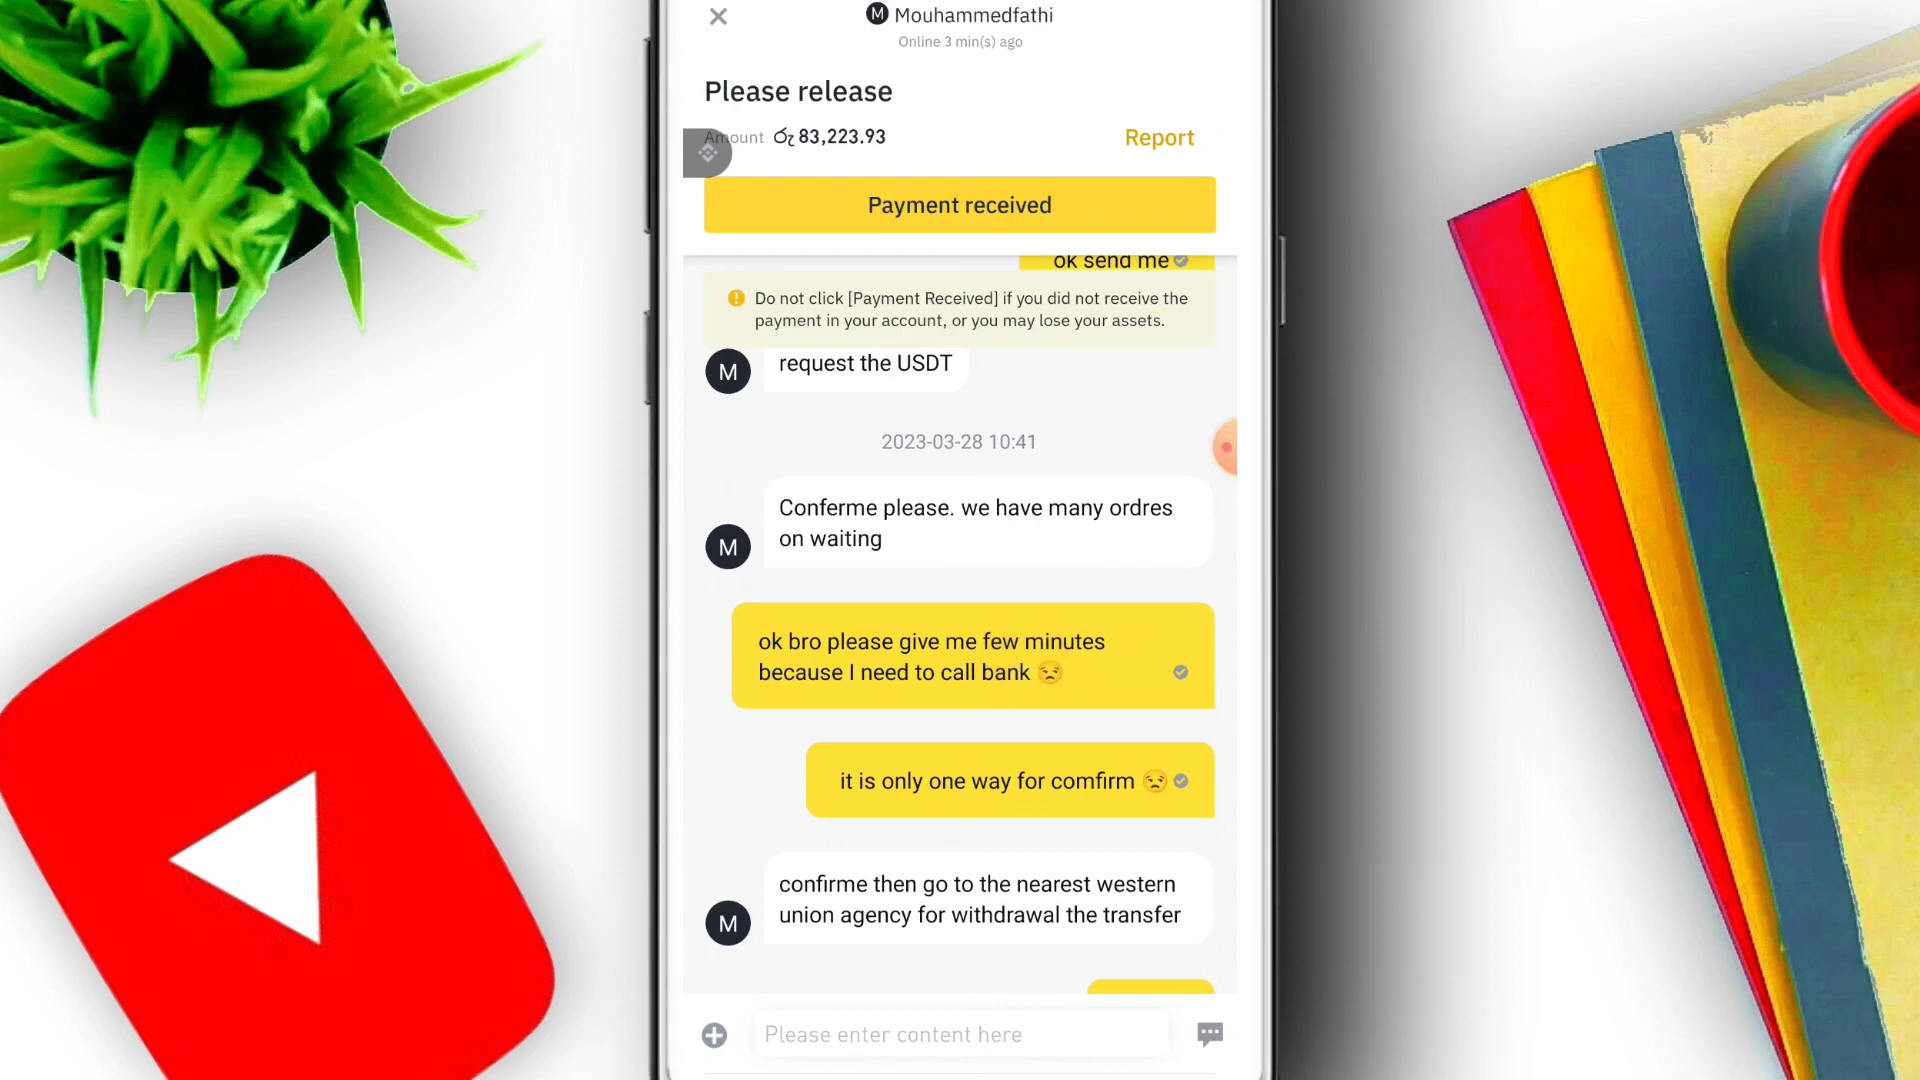 M Mouhammedfathi
Online 3 min(s) ago
Please release
Amount රු 83,223.93
Report
Payment received
ok send me
Do not click [Payment Received] if you did not receive the
payment in your account, or you may lose your assets.
M
request the USDT
2023-03-28 10:41
Conferme please. we have many ordres
on waiting
M
ok bro please give me few minutes
because I need to call bank 😒
it is only one way for comfirm 😒
confirme then go to the nearest western
union agency for withdrawal the transfer
M
Please enter content here